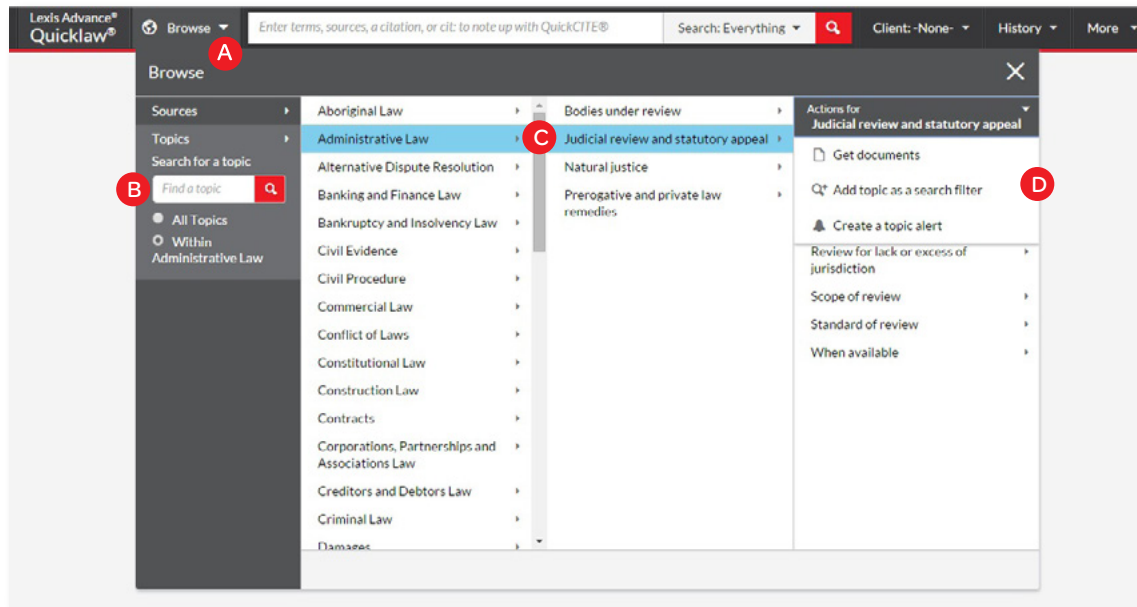 Lexis Advance®
Quicklaw®
Browse
Enter terms, sources, a citation, or cit: to note up with QuickCITE®
Search: Everything
Client: -None-
History
More
A
Browse
Sources
Topics
Search for a topic
B
Find a topic
All Topics
Within
Administrative Law
Aboriginal Law
Administrative Law
Alternative Dispute Resolution
Banking and Finance Law
Bankruptcy and Insolvency Law
Civil Evidence
Civil Procedure
Commercial Law
Conflict of Laws
Constitutional Law
Construction Law
Contracts
Corporations, Partnerships and
Associations Law
Creditors and Debtors Law
Criminal Law
Damages
C
Bodies under review
Judicial review and statutory appeal
Natural justice
Prerogative and private law
remedies
Actions for
Judicial review and statutory appeal
Get documents
Add topic as a search filter
Create a topic alert
D
Review for lack or excess of
jurisdiction
Scope of review
Standard of review
When available